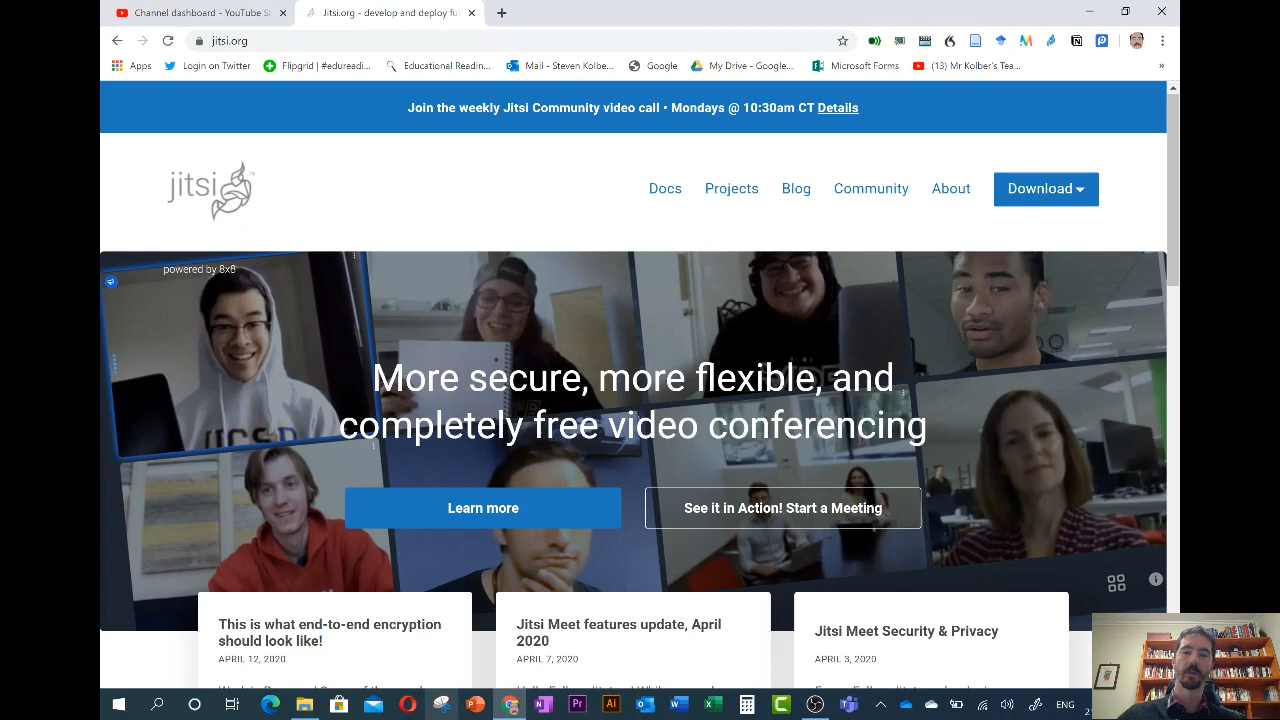 Channel dashboard - YouTube St
Jitsi.org - develop and deploy ful
jitsi.org
Apps
Login on Twitter
Flipgrid | #edureadi...
Educational Readin...
Mail - Steven Kolbe...
Google
My Drive - Google...
Microsoft Forms
(13) Mr Kolber's Tea...
Join the weekly Jitsi Community video call • Mondays @ 10:30am CT Details
jitsi
Docs
Projects
Blog
Community
About
Download
powered by 8x8
More secure, more flexible, and
completely free video conferencing
Learn more
See it in Action! Start a Meeting
This is what end-to-end encryption
should look like!
APRIL 12, 2020
Jitsi Meet features update, April
2020
APRIL 7, 2020
Jitsi Meet Security & Privacy
APRIL 3, 2020
ENG